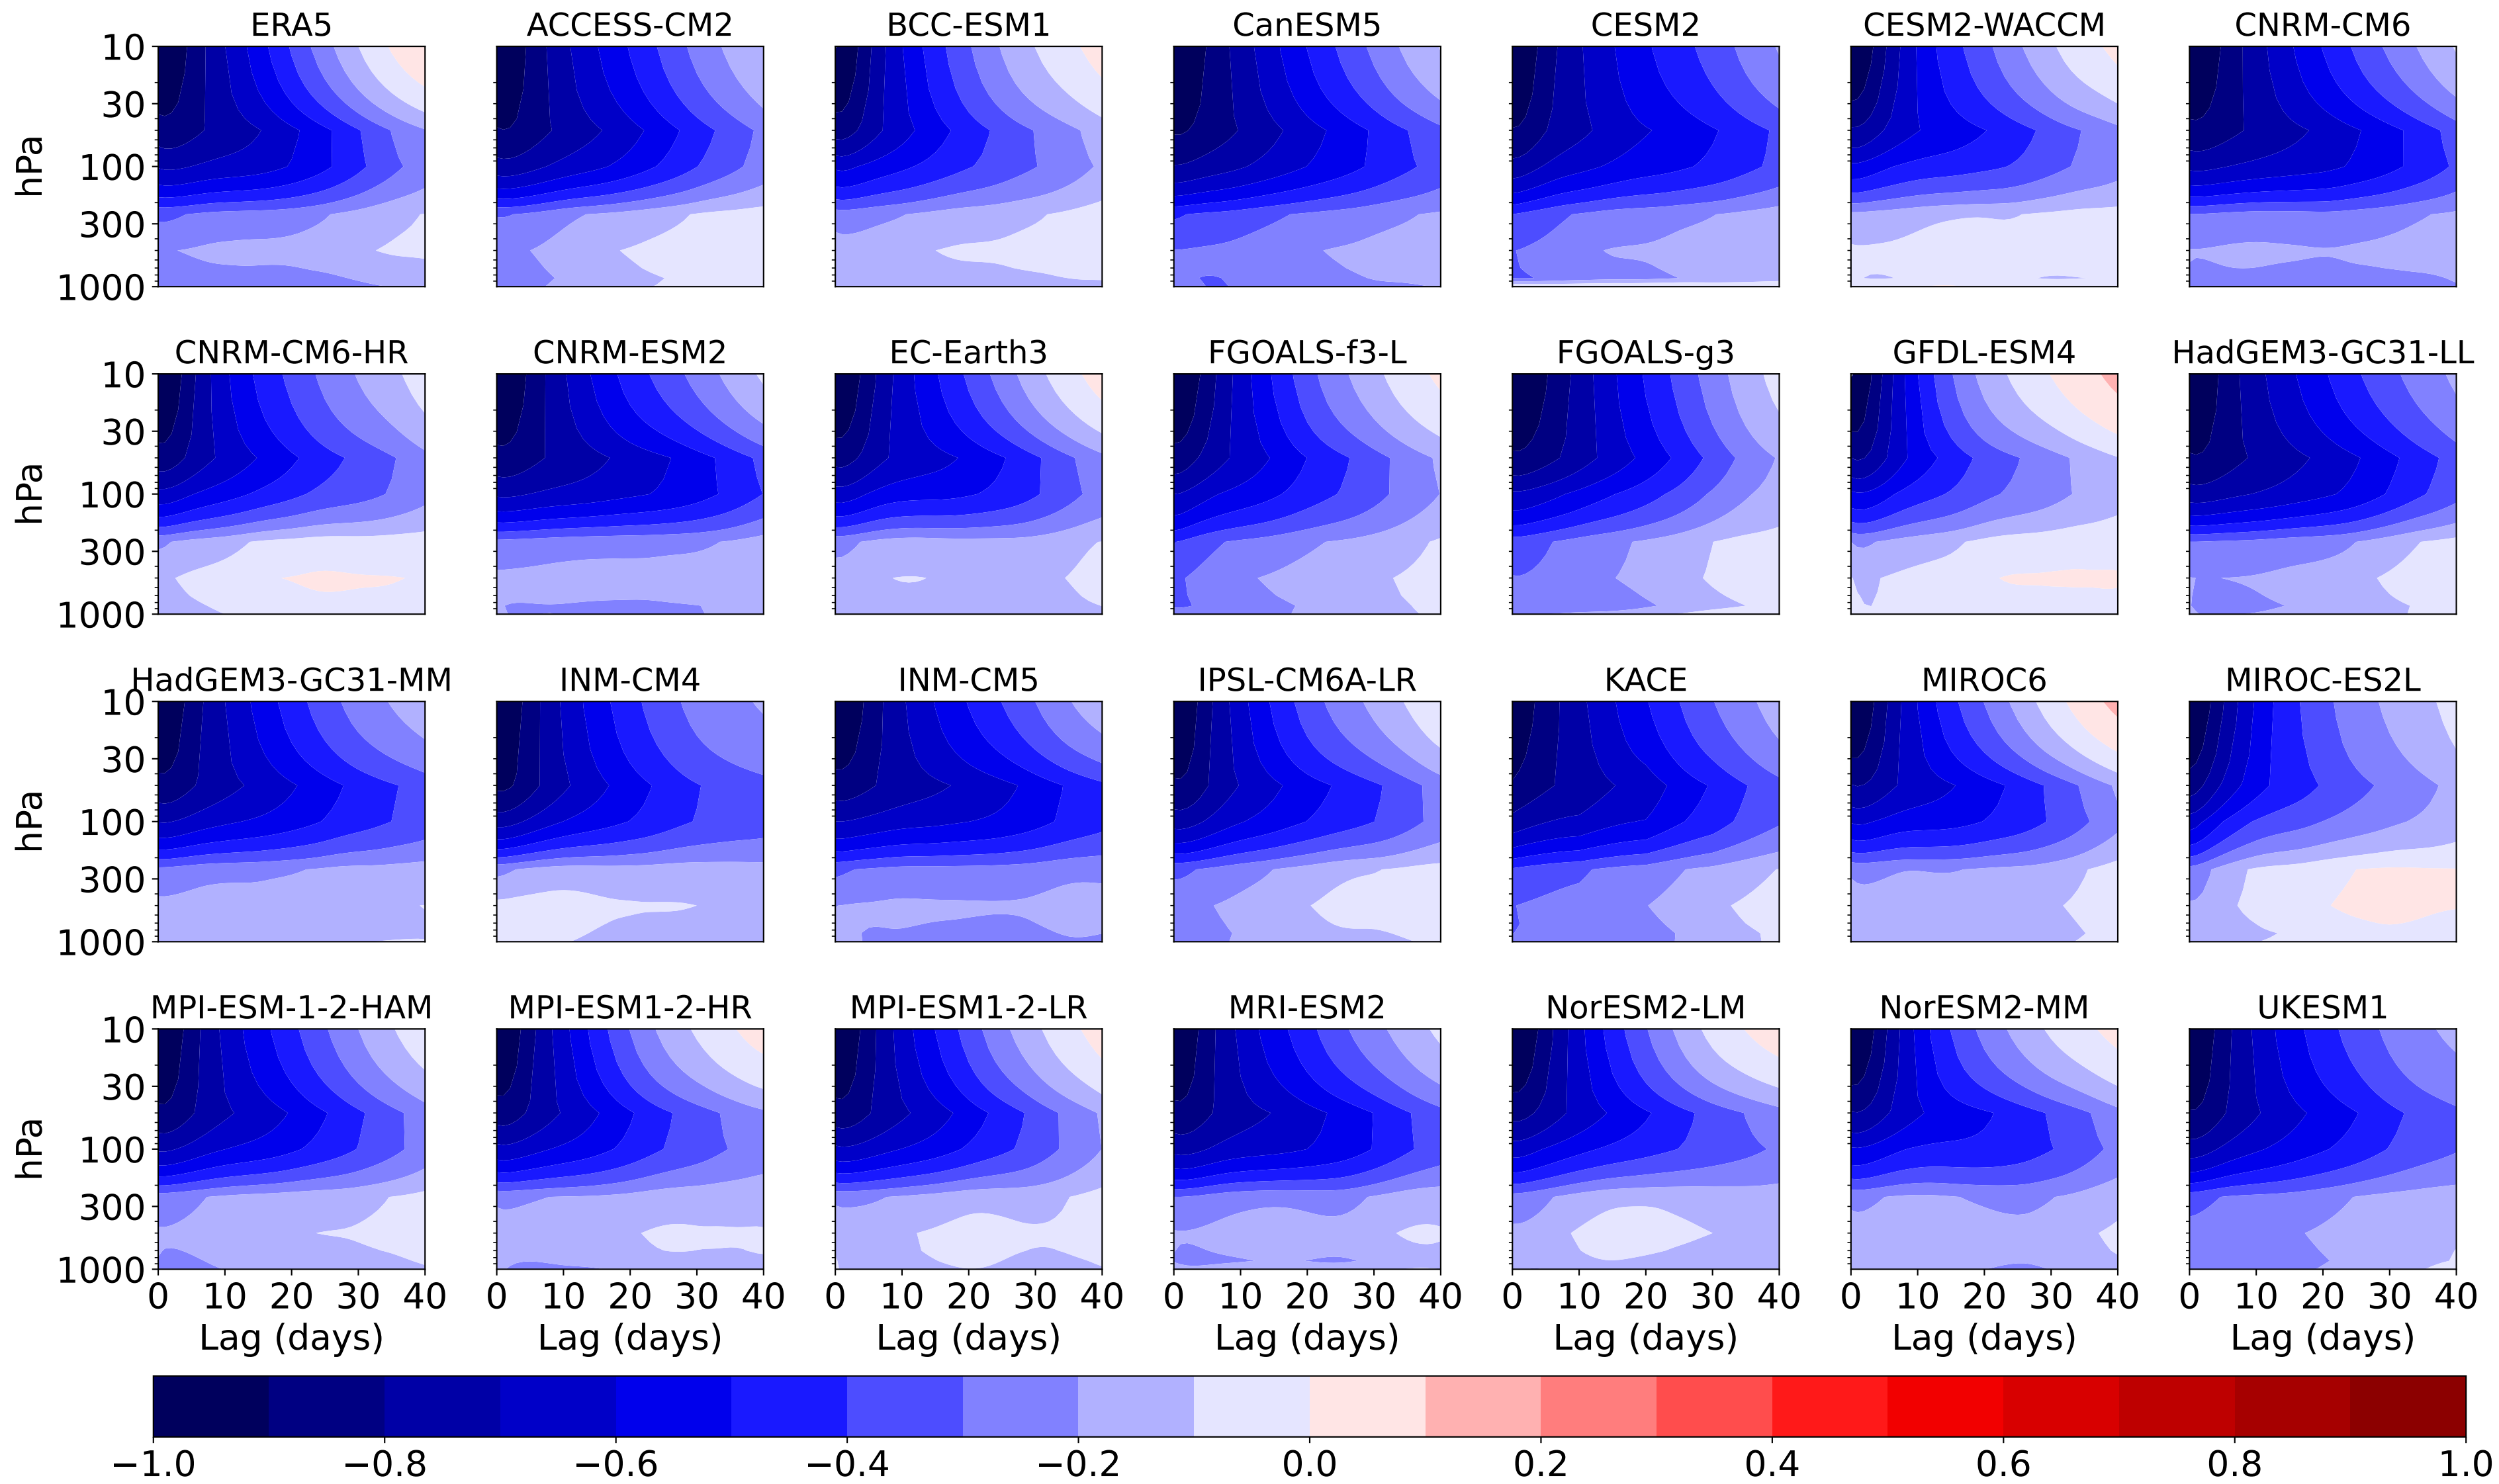 ERA5 ACCESS-CM2 BCC-ESM1 CanESM5 CESM2 CESM2-WACCM CNRM-CM6
10
30
100
300
1000
hPa
CNRM-CM6-HR CNRM-ESM2 EC-Earth3 FGOALS-f3-L FGOALS-g3 GFDL-ESM4 HadGEM3-GC31-LL
10
30
100
300
1000
hPa
HadGEM3-GC31-MM INM-CM4 INM-CM5 IPSL-CM6A-LR KACE MIROC6 MIROC-ES2L
10
30
100
300
1000
hPa
MPI-ESM-1-2-HAM MPI-ESM1-2-HR MPI-ESM1-2-LR MRI-ESM2 NorESM2-LM NorESM2-MM UKESM1
10
30
100
300
1000
hPa
0 10 20 30 40 0 10 20 30 40 0 10 20 30 40 0 10 20 30 40 0 10 20 30 40 0 10 20 30 40 0 10 20 30 40
Lag (days) Lag (days) Lag (days) Lag (days) Lag (days) Lag (days) Lag (days)
−1.0 −0.8 −0.6 −0.4 −0.2 0.0 0.2 0.4 0.6 0.8 1.0